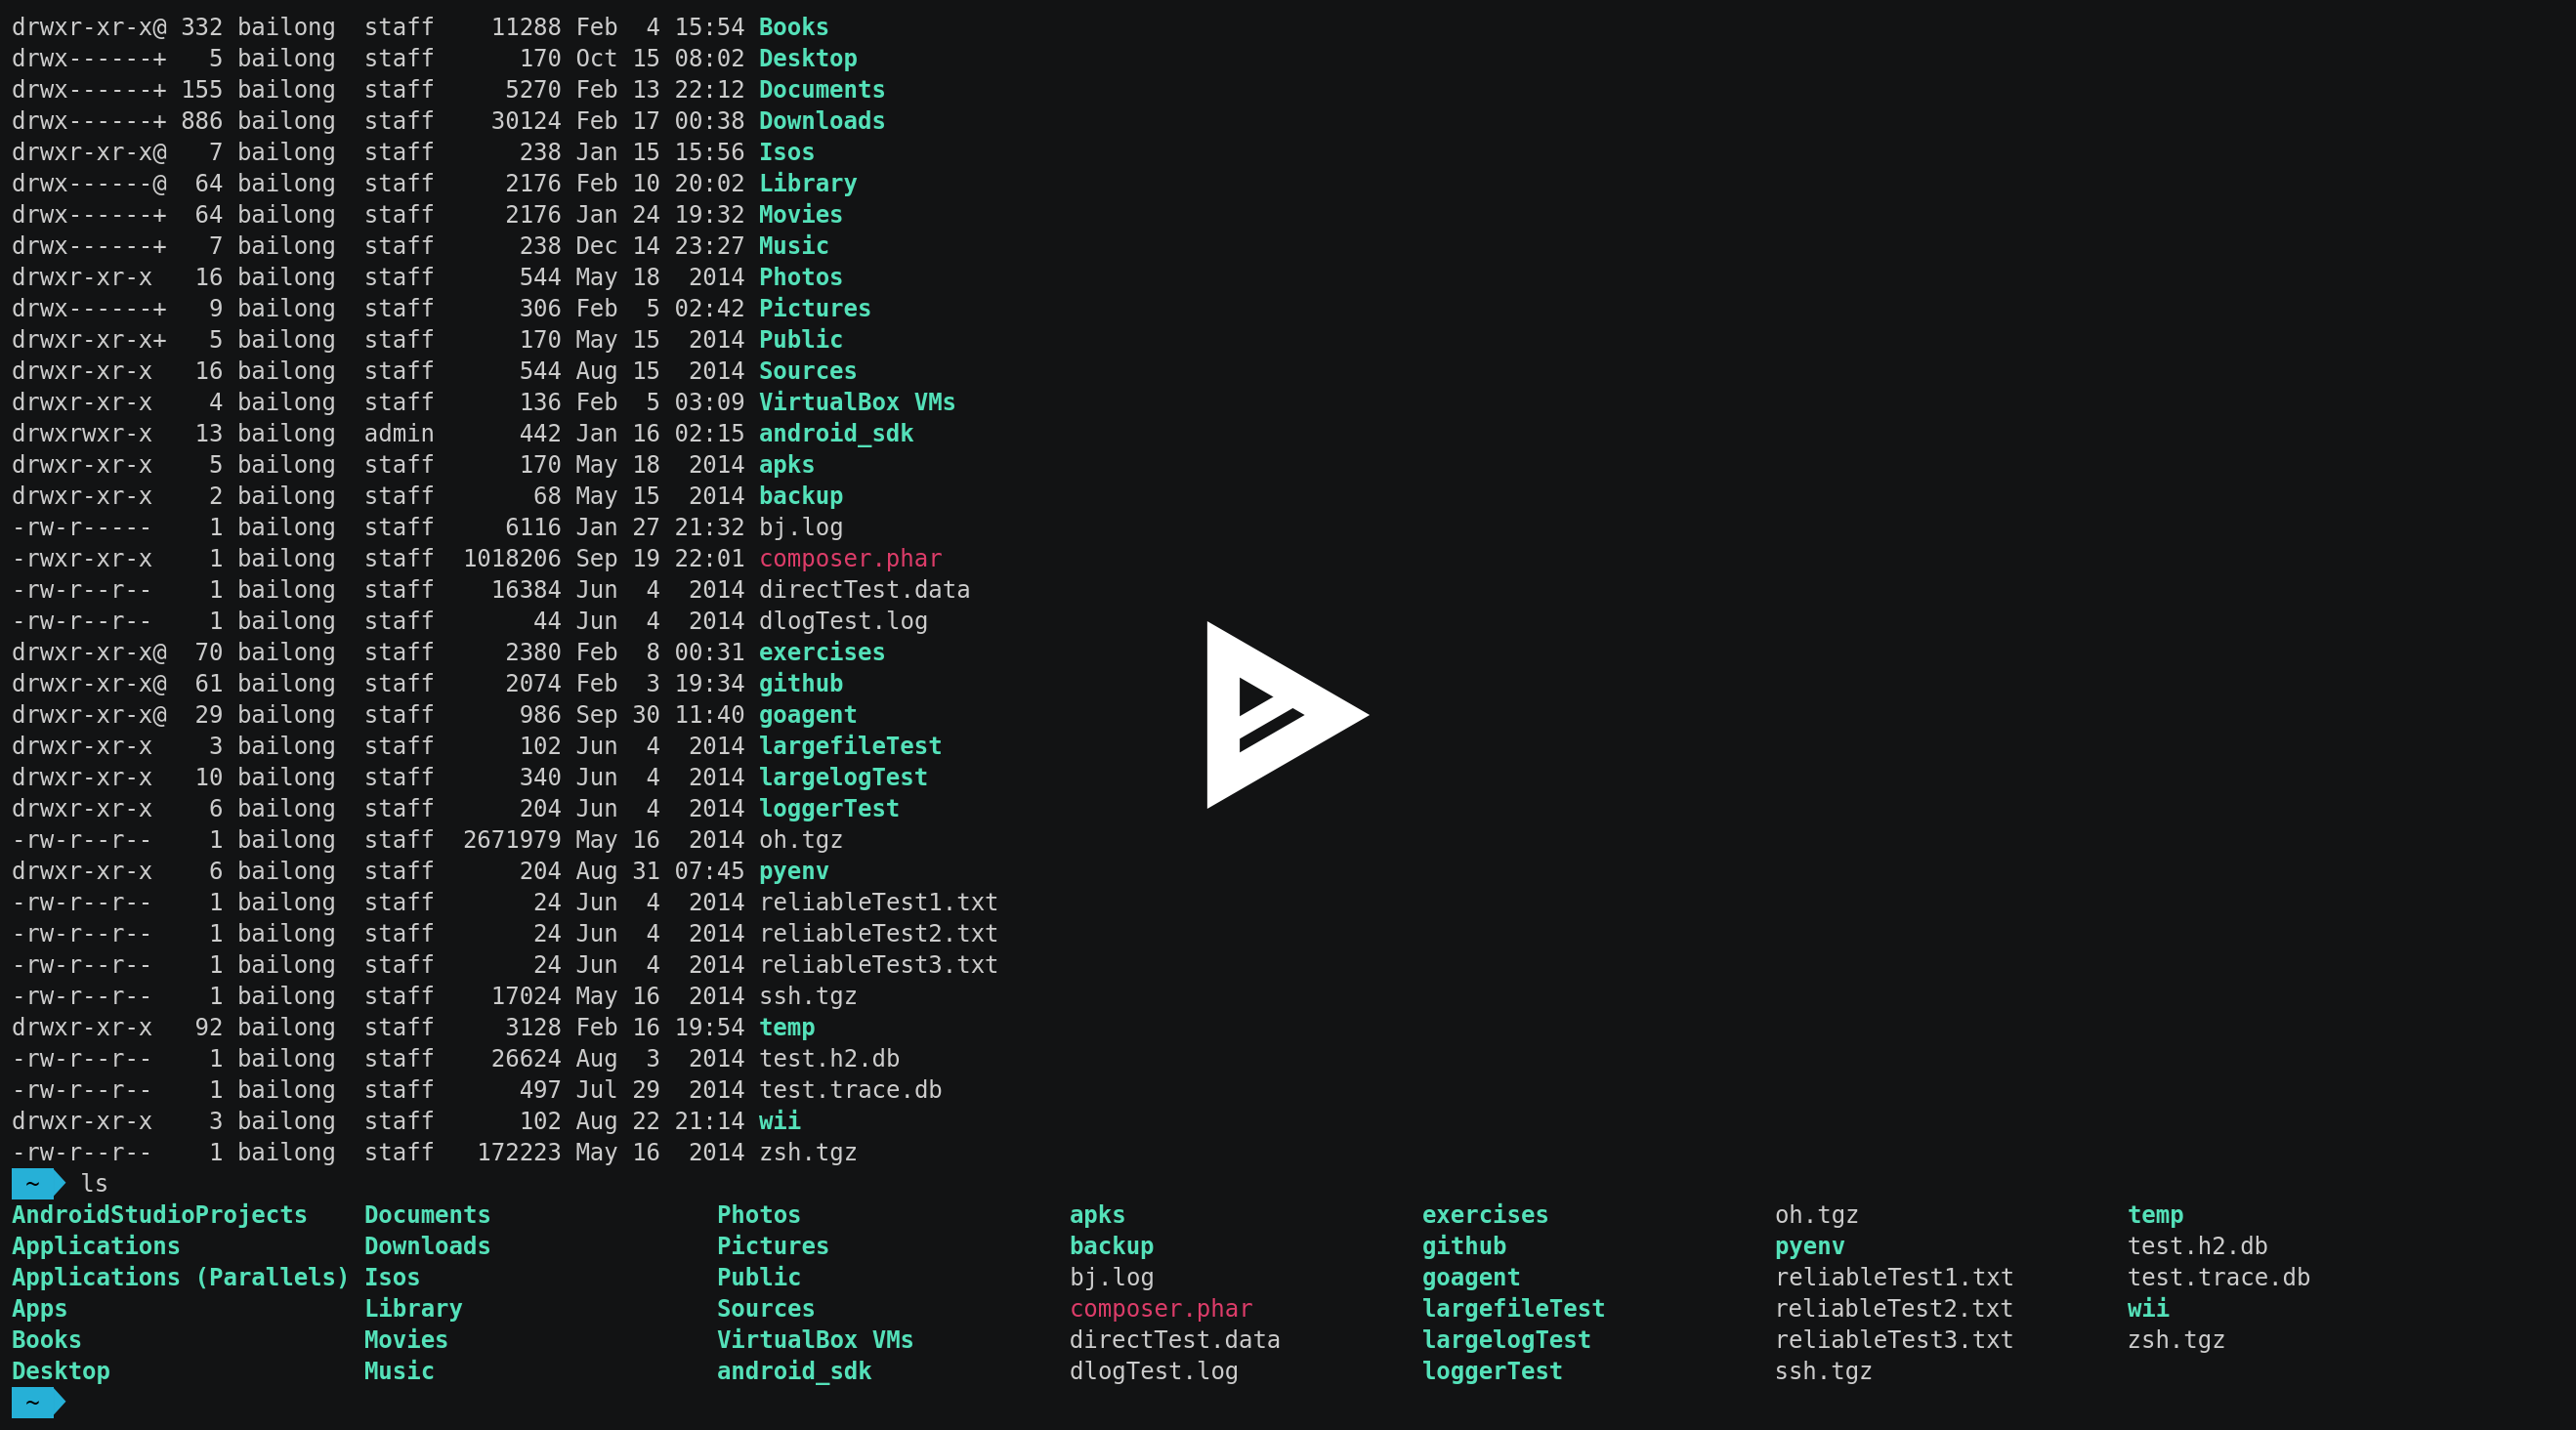 drwxr-xr-x@ 332 bailong  staff    11288 Feb  4 15:54 Books
drwx------+   5 bailong  staff      170 Oct 15 08:02 Desktop
drwx------+ 155 bailong  staff     5270 Feb 13 22:12 Documents
drwx------+ 886 bailong  staff    30124 Feb 17 00:38 Downloads
drwxr-xr-x@   7 bailong  staff      238 Jan 15 15:56 Isos
drwx------@  64 bailong  staff     2176 Feb 10 20:02 Library
drwx------+  64 bailong  staff     2176 Jan 24 19:32 Movies
drwx------+   7 bailong  staff      238 Dec 14 23:27 Music
drwxr-xr-x   16 bailong  staff      544 May 18  2014 Photos
drwx------+   9 bailong  staff      306 Feb  5 02:42 Pictures
drwxr-xr-x+   5 bailong  staff      170 May 15  2014 Public
drwxr-xr-x   16 bailong  staff      544 Aug 15  2014 Sources
drwxr-xr-x    4 bailong  staff      136 Feb  5 03:09 VirtualBox VMs
drwxrwxr-x   13 bailong  admin      442 Jan 16 02:15 android_sdk
drwxr-xr-x    5 bailong  staff      170 May 18  2014 apks
drwxr-xr-x    2 bailong  staff       68 May 15  2014 backup
-rw-r-----    1 bailong  staff     6116 Jan 27 21:32 bj.log
-rwxr-xr-x    1 bailong  staff  1018206 Sep 19 22:01 composer.phar
-rw-r--r--    1 bailong  staff    16384 Jun  4  2014 directTest.data
-rw-r--r--    1 bailong  staff       44 Jun  4  2014 dlogTest.log
drwxr-xr-x@  70 bailong  staff     2380 Feb  8 00:31 exercises
drwxr-xr-x@  61 bailong  staff     2074 Feb  3 19:34 github
drwxr-xr-x@  29 bailong  staff      986 Sep 30 11:40 goagent
drwxr-xr-x    3 bailong  staff      102 Jun  4  2014 largefileTest
drwxr-xr-x   10 bailong  staff      340 Jun  4  2014 largelogTest
drwxr-xr-x    6 bailong  staff      204 Jun  4  2014 loggerTest
-rw-r--r--    1 bailong  staff  2671979 May 16  2014 oh.tgz
drwxr-xr-x    6 bailong  staff      204 Aug 31 07:45 pyenv
-rw-r--r--    1 bailong  staff       24 Jun  4  2014 reliableTest1.txt
-rw-r--r--    1 bailong  staff       24 Jun  4  2014 reliableTest2.txt
-rw-r--r--    1 bailong  staff       24 Jun  4  2014 reliableTest3.txt
-rw-r--r--    1 bailong  staff    17024 May 16  2014 ssh.tgz
drwxr-xr-x   92 bailong  staff     3128 Feb 16 19:54 temp
-rw-r--r--    1 bailong  staff    26624 Aug  3  2014 test.h2.db
-rw-r--r--    1 bailong  staff      497 Jul 29  2014 test.trace.db
drwxr-xr-x    3 bailong  staff      102 Aug 22 21:14 wii
-rw-r--r--    1 bailong  staff   172223 May 16  2014 zsh.tgz
~ ls
AndroidStudioProjects    Documents                Photos                   apks                     exercises                oh.tgz                   temp
Applications             Downloads                Pictures                 backup                   github                   pyenv                    test.h2.db
Applications (Parallels) Isos                     Public                   bj.log                   goagent                  reliableTest1.txt        test.trace.db
Apps                     Library                  Sources                  composer.phar            largefileTest            reliableTest2.txt        wii
Books                    Movies                   VirtualBox VMs           directTest.data          largelogTest             reliableTest3.txt        zsh.tgz
Desktop                  Music                    android_sdk              dlogTest.log             loggerTest               ssh.tgz
~